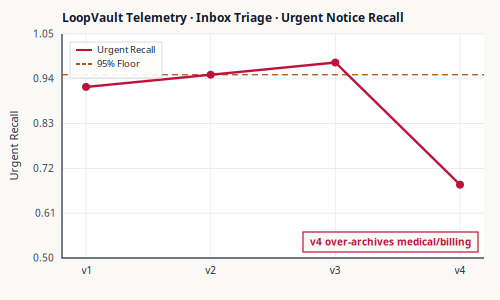 LoopVault Telemetry · Inbox Triage · Urgent Notice Recall
1.05
Urgent Recall
95% Floor
0.94
0.83
0.72
0.61
0.50
Urgent Recall
v4 over-archives medical/billing
v1
v2
v3
v4